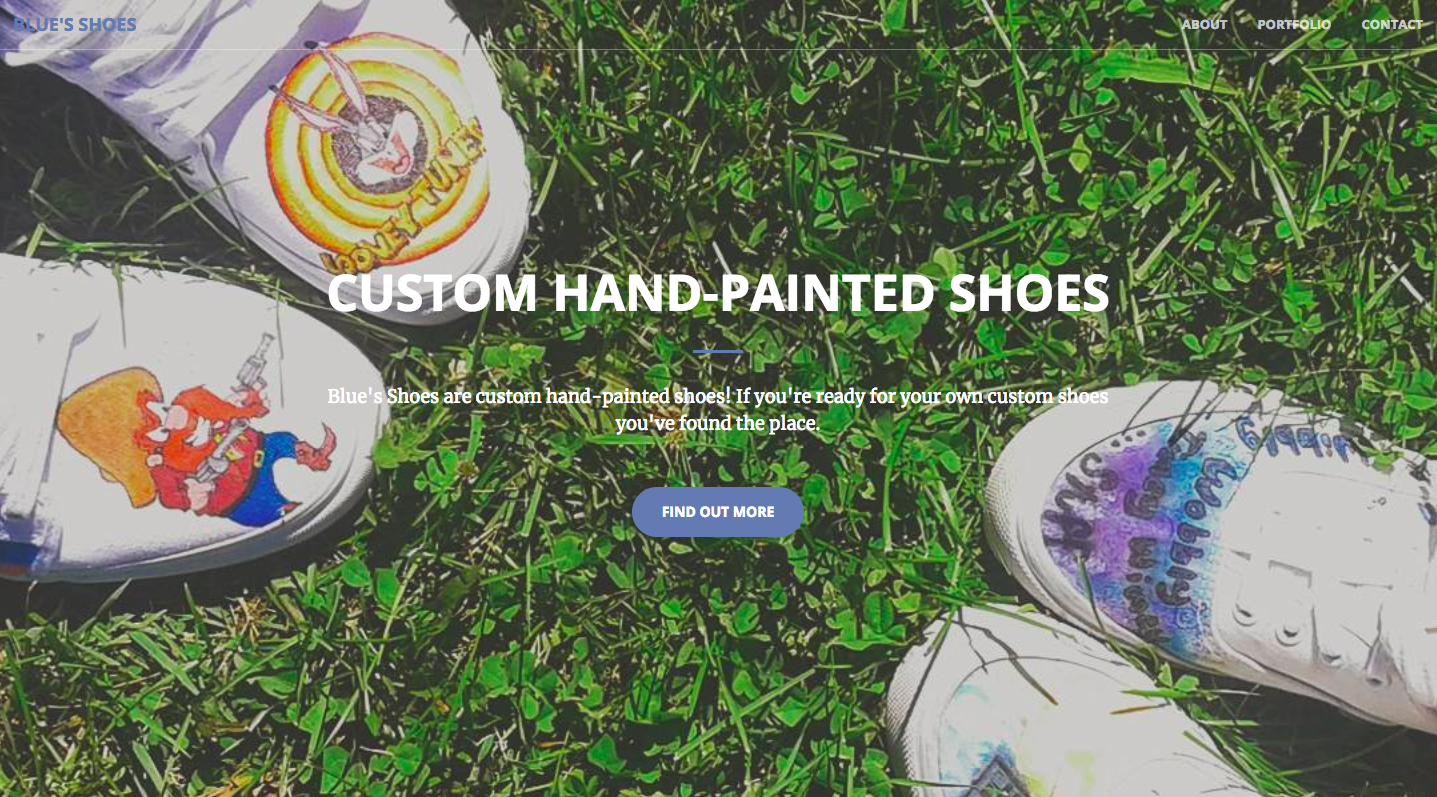 BLUE'S SHOES
ABOUT PORTFOLIO CONTACT
LOONEY TUNES
CUSTOM HAND-PAINTED SHOES
Blue's Shoes are custom hand-painted shoes! If you're ready for your own custom shoes
you've found the place.
FIND OUT MORE
wobbly